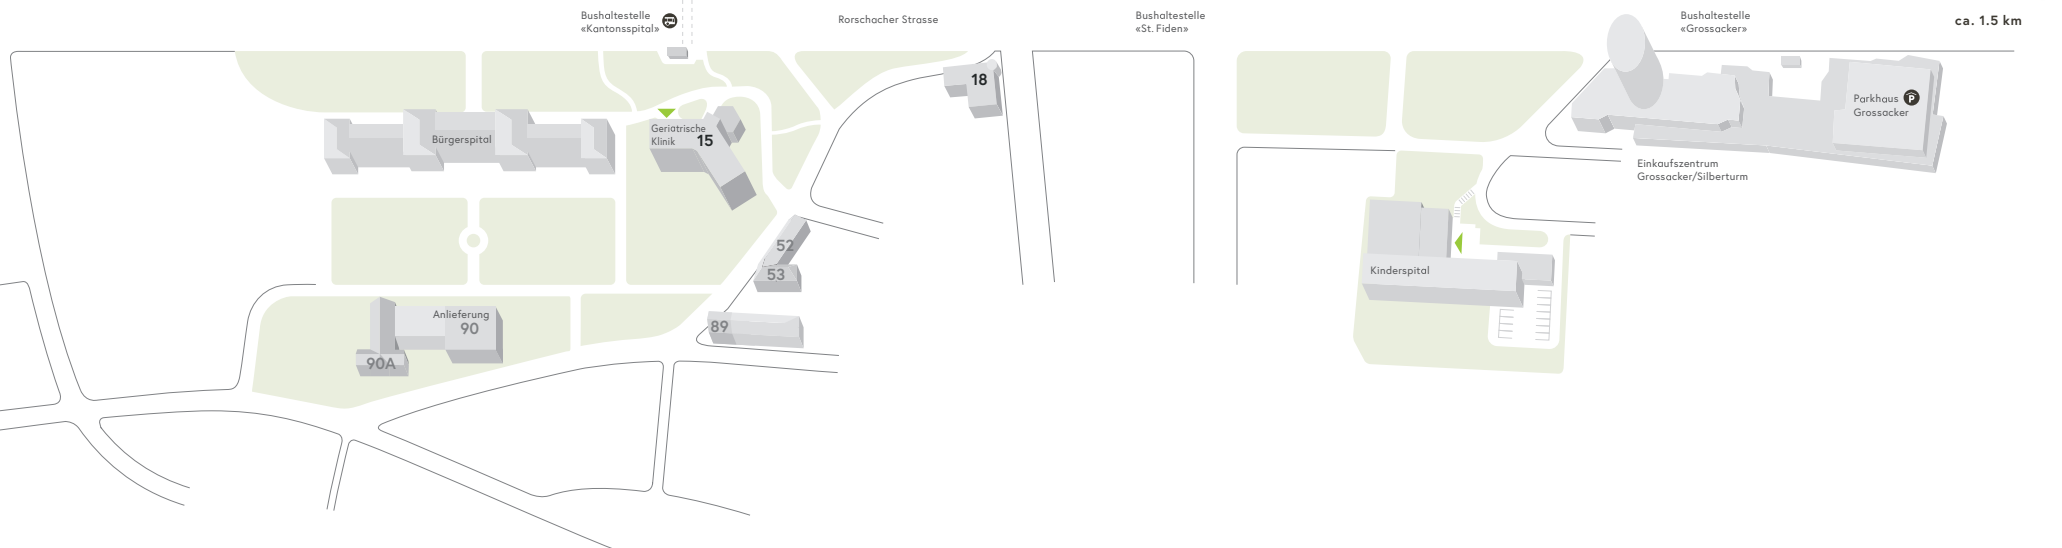 Bushaltestelle
«Kantonsspital»
Rorschacher Strasse
Bushaltestelle
«St. Fiden»
Bushaltestelle
«Grossacker»
ca. 1.5 km
18
Parkhaus P
Grossacker
Geriatrische
Klinik 15
Bürgerspital
Einkaufszentrum
Grossacker/Silberturm
52
53
Kinderspital
Anlieferung
90
89
90A